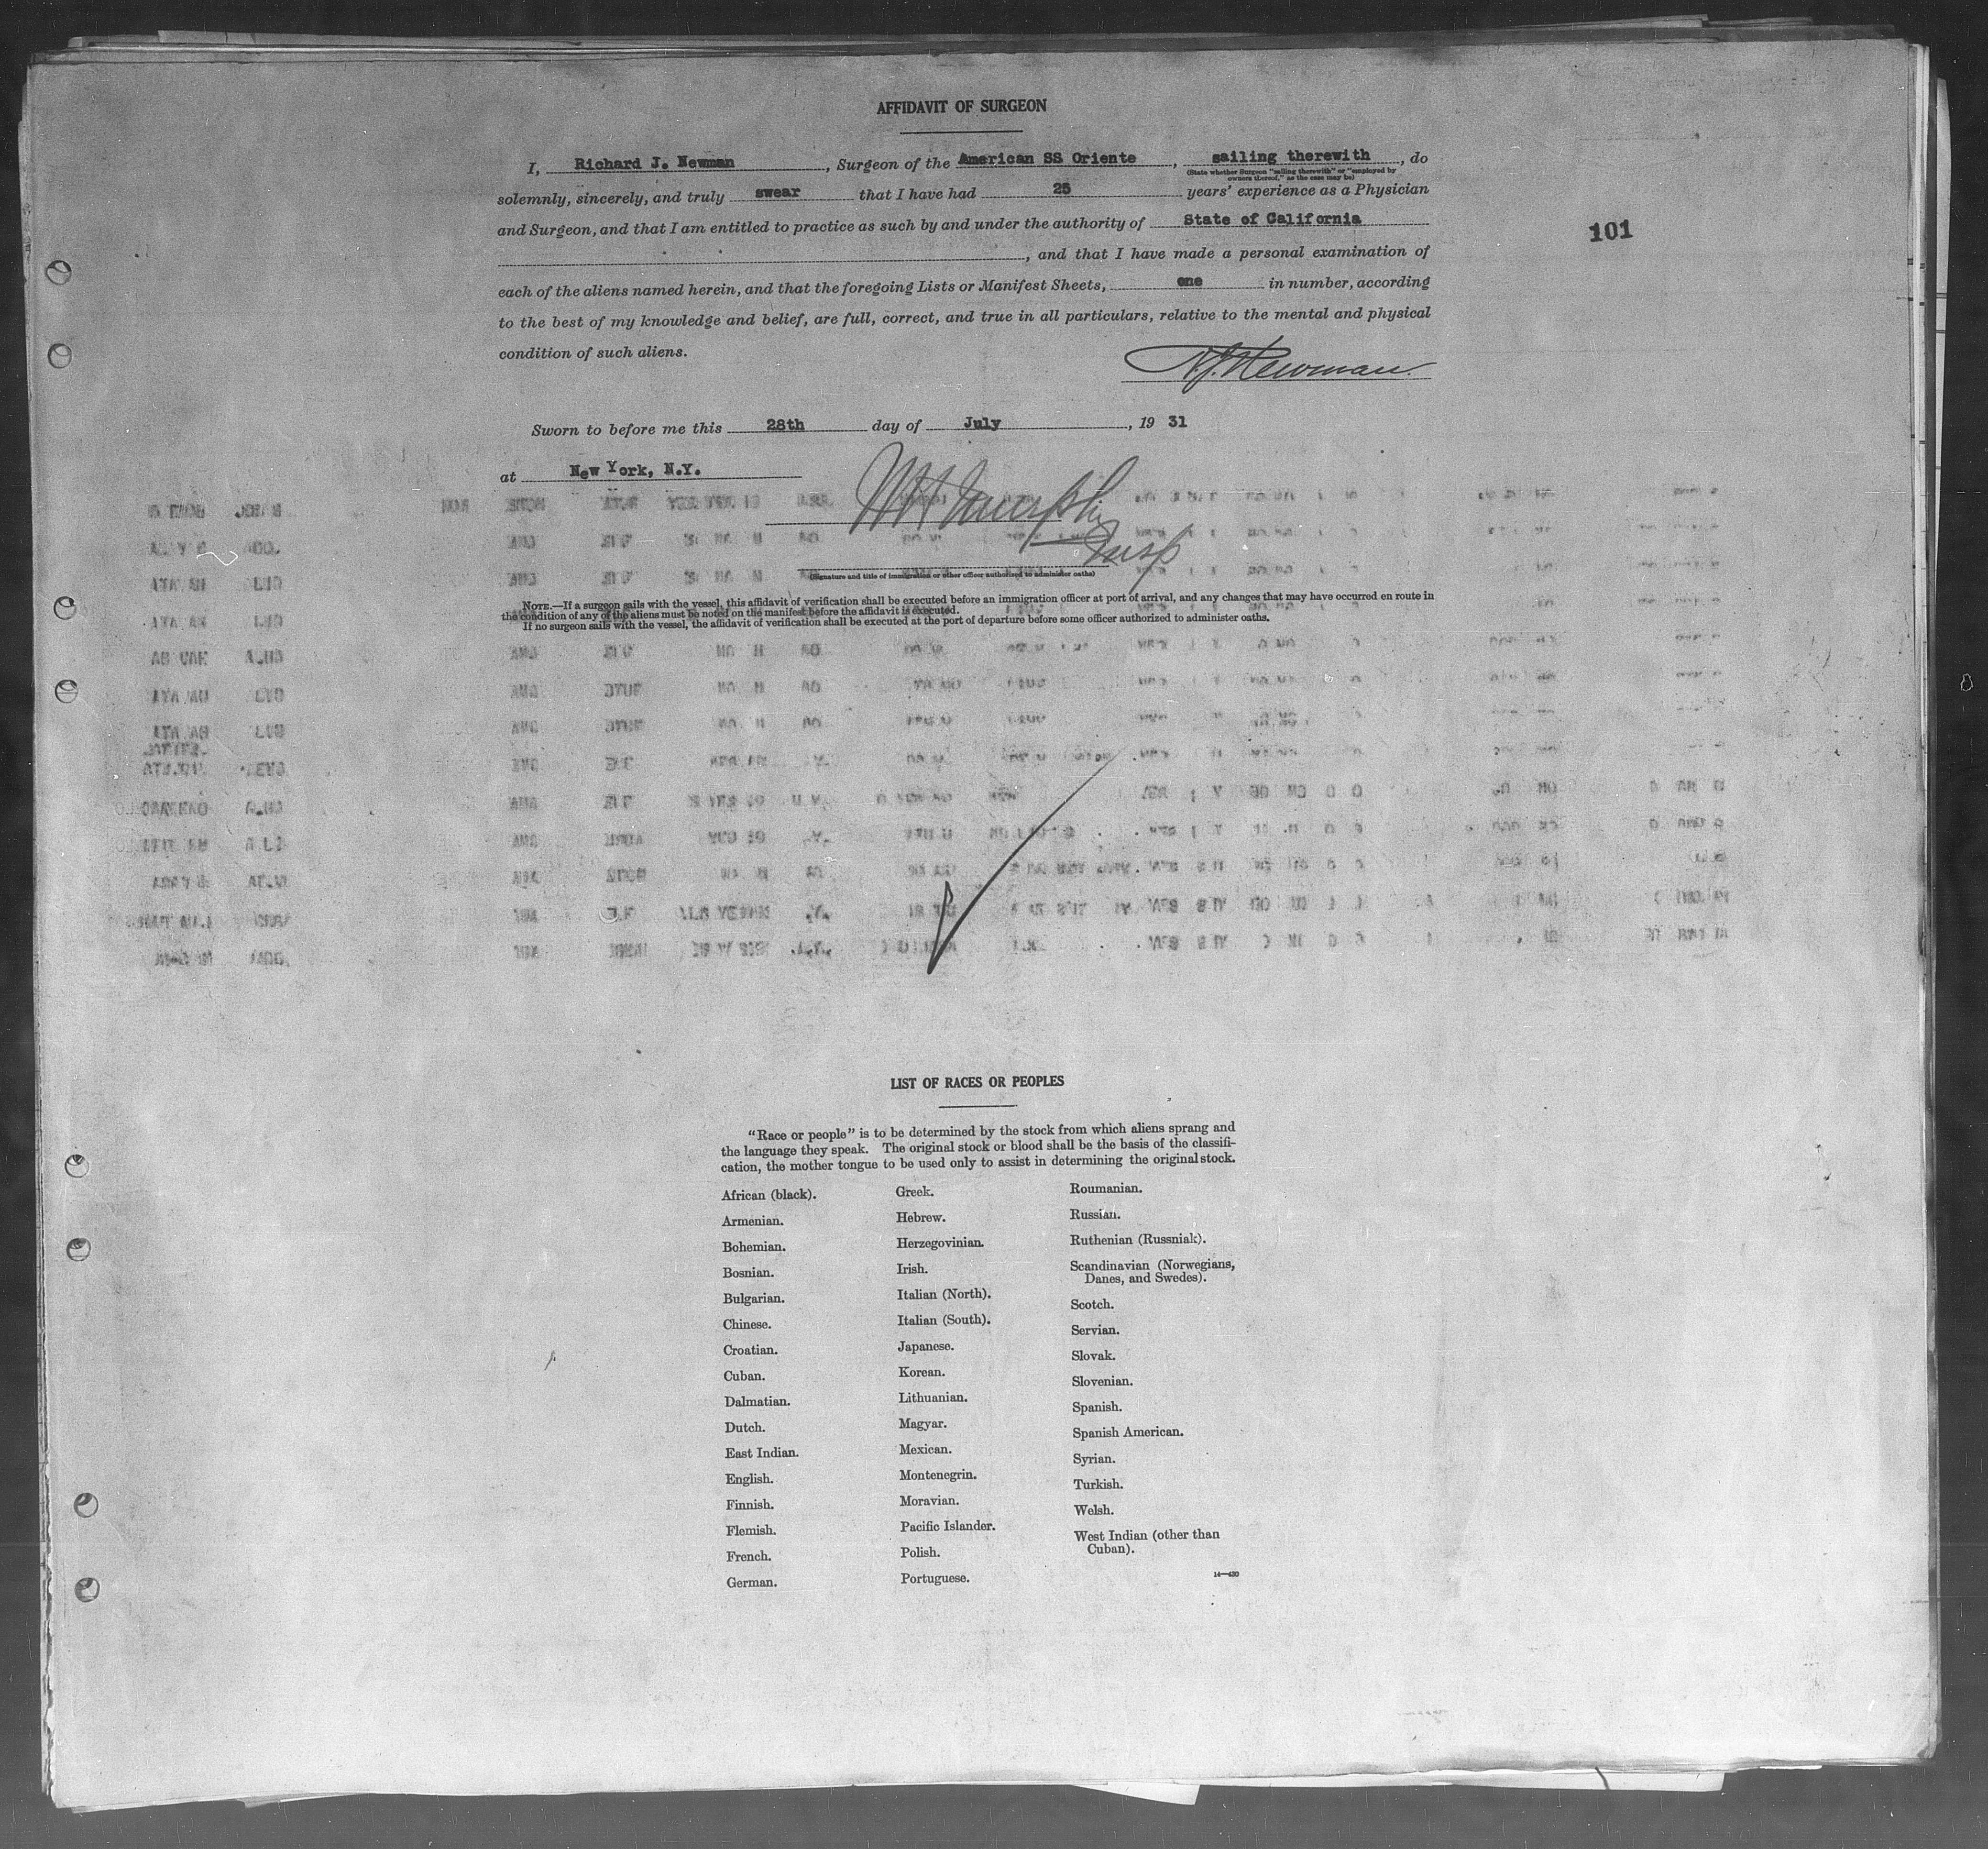 AFFIDAVIT OF SURGEON
I, Richard J. Newman, Surgeon of the American SS Oriente, sailing therewith, do
(State whether Surgeon "sailing therewith" or "employed by
owners thereof," as the case may be)
solemnly, sincerely, and truly swear that I have had 25 years' experience as a Physician
and Surgeon, and that I am entitled to practice as such by and under the authority of State of California
101
, and that I have made a personal examination of
each of the aliens named herein, and that the foregoing Lists or Manifest Sheets, one in number, according
to the best of my knowledge and belief, are full, correct, and true in all particulars, relative to the mental and physical
condition of such aliens.
R.J. Newman.
Sworn to before me this 28th day of July, 19 31
at New York, N.Y.
Murphy
Insp
(Signature and title of immigration or other officer authorized to administer oaths)
NOTE.—If a surgeon sails with the vessel, this affidavit of verification shall be executed before an immigration officer at port of arrival, and any changes that may have occurred en route in
the condition of any of the aliens must be noted on the manifest before the affidavit is executed.
If no surgeon sails with the vessel, the affidavit of verification shall be executed at the port of departure before some officer authorized to administer oaths.
LIST OF RACES OR PEOPLES
"Race or people" is to be determined by the stock from which aliens sprang and
the language they speak. The original stock or blood shall be the basis of the classifi-
cation, the mother tongue to be used only to assist in determining the original stock.
African (black).
Armenian.
Bohemian.
Bosnian.
Bulgarian.
Chinese.
Croatian.
Cuban.
Dalmatian.
Dutch.
East Indian.
English.
Finnish.
Flemish.
French.
German.
Greek.
Hebrew.
Herzegovinian.
Irish.
Italian (North).
Italian (South).
Japanese.
Korean.
Lithuanian.
Magyar.
Mexican.
Montenegrin.
Moravian.
Pacific Islander.
Polish.
Portuguese.
Roumanian.
Russian.
Ruthenian (Russniak).
Scandinavian (Norwegians,
Danes, and Swedes).
Scotch.
Servian.
Slovak.
Slovenian.
Spanish.
Spanish American.
Syrian.
Turkish.
Welsh.
West Indian (other than
Cuban).
14—430